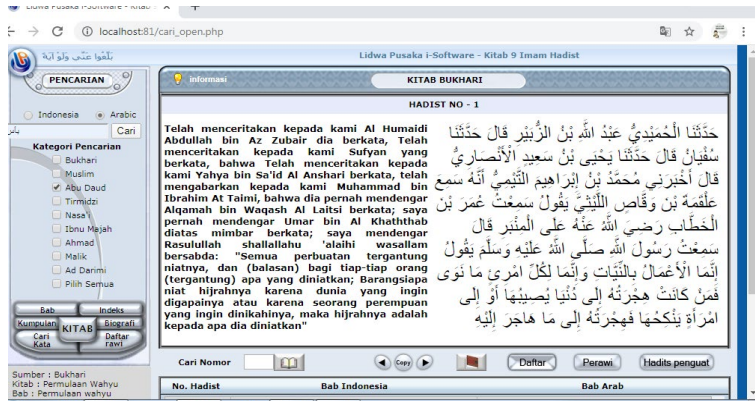 localhost:81/cari_open.php
بلغوا عني ولو آية
Lidwa Pusaka i-Software - Kitab 9 Imam Hadist
PENCARIAN
Indonesia
Arabic
Cari
Kategori Pencarian
Bukhari
Muslim
Abu Daud
Tirmidzi
Nasa'i
Ibnu Majah
Ahmad
Malik
Ad Darimi
Pilih Semua
Bab
Indeks
Kumpulan
KITAB
Biografi
Cari Kata
Daftar rawi
Sumber : Bukhari
Kitab : Permulaan Wahyu
Bab : Permulaan
informasi
KITAB BUKHARI
HADIST NO - 1
Telah menceritakan kepada kami Al Humaidi
Abdullah bin Az Zubair dia berkata, Telah
menceritakan kepada kami Sufyan yang
berkata, bahwa Telah menceritakan kepada
kami Yahya bin Sa'id Al Anshari berkata, telah
mengabarkan kepada kami Muhammad bin
Ibrahim At Taimi, bahwa dia pernah mendengar
Alqamah bin Waqash Al Laitsi berkata; saya
pernah mendengar Umar bin Al Khaththab
diatas mimbar berkata; saya mendengar
Rasulullah shallallahu 'alaihi wasallam
bersabda: "Semua perbuatan tergantung
niatnya, dan (balasan) bagi tiap-tiap orang
(tergantung) apa yang diniatkan; Barangsiapa
niat hijrahnya karena dunia yang ingin
digapainya atau karena seorang perempuan
yang ingin dinikahinya, maka hijrahnya adalah
kepada apa dia diniatkan"
حَدَّثَنَا الْحُمَيْدِيُّ عَبْدُ اللَّهِ بْنُ الزُّبَيْرِ قَالَ حَدَّثَنَا
سُفْيَانُ قَالَ حَدَّثَنَا يَحْيَى بْنُ سَعِيدٍ الْأَنْصَارِيُّ
قَالَ أَخْبَرَنِي مُحَمَّدُ بْنُ إِبْرَاهِيمَ التَّيْمِيُّ أَنَّهُ سَمِعَ
عَلْقَمَةَ بْنَ وَقَّاصٍ اللَّيْثِيَّ يَقُولُ سَمِعْتُ عُمَرَ بْنَ
الْخَطَّابِ رَضِيَ اللَّهُ عَنْهُ عَلَى الْمِنْبَرِ قَالَ
سَمِعْتُ رَسُولَ اللَّهِ صَلَّى اللَّهُ عَلَيْهِ وَسَلَّمَ يَقُولُ
إِنَّمَا الْأَعْمَالُ بِالنِّيَّاتِ وَإِنَّمَا لِكُلِّ امْرِئٍ مَا نَوَى
فَمَنْ كَانَتْ هِجْرَتُهُ إِلَى دُنْيَا يُصِيبُهَا أَوْ إِلَى
امْرَأَةٍ يَنْكِحُهَا فَهِجْرَتُهُ إِلَى مَا هَاجَرَ إِلَيْهِ
Cari Nomor
Copy
Daftar
Perawi
Hadits penguat
No. Hadist
Bab Indonesia
Bab Arab